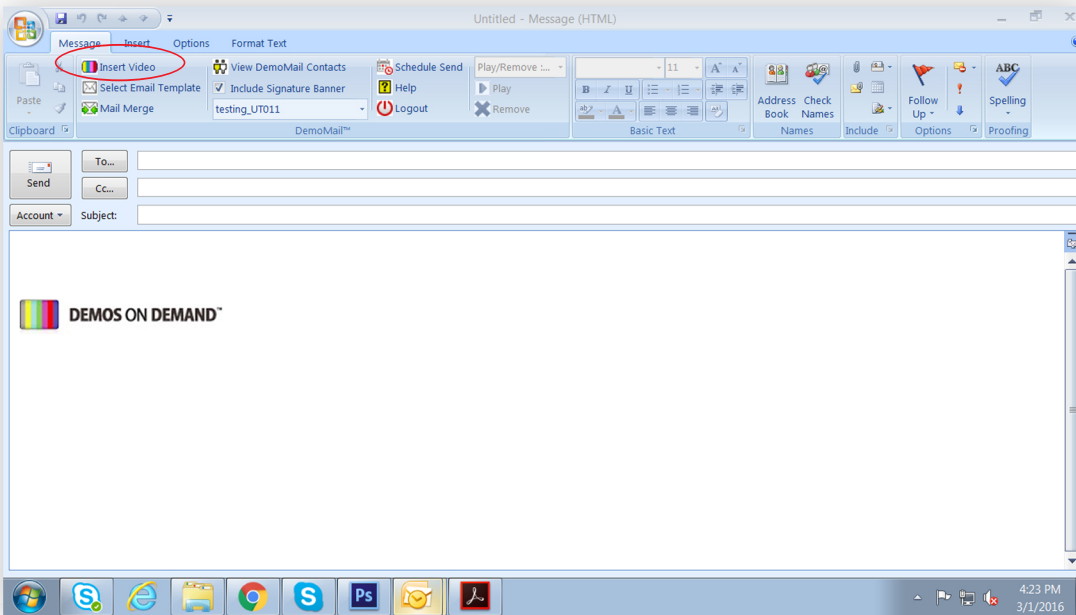 Untitled - Message (HTML)
Message Insert Options Format Text
Insert Video View DemoMail Contacts Schedule Send Play/Remove :...
11 A A
Paste Select Email Template Include Signature Banner ? Help Play B I U
Mail Merge testing_UT011 Logout Remove ab A
Address Book Check Names Follow Up ABC Spelling
Clipboard DemoMail™ Basic Text Names Include Options Proofing
Send To...
Cc...
Account Subject:
DEMOS ON DEMAND™
Ps
4:23 PM
3/1/2016